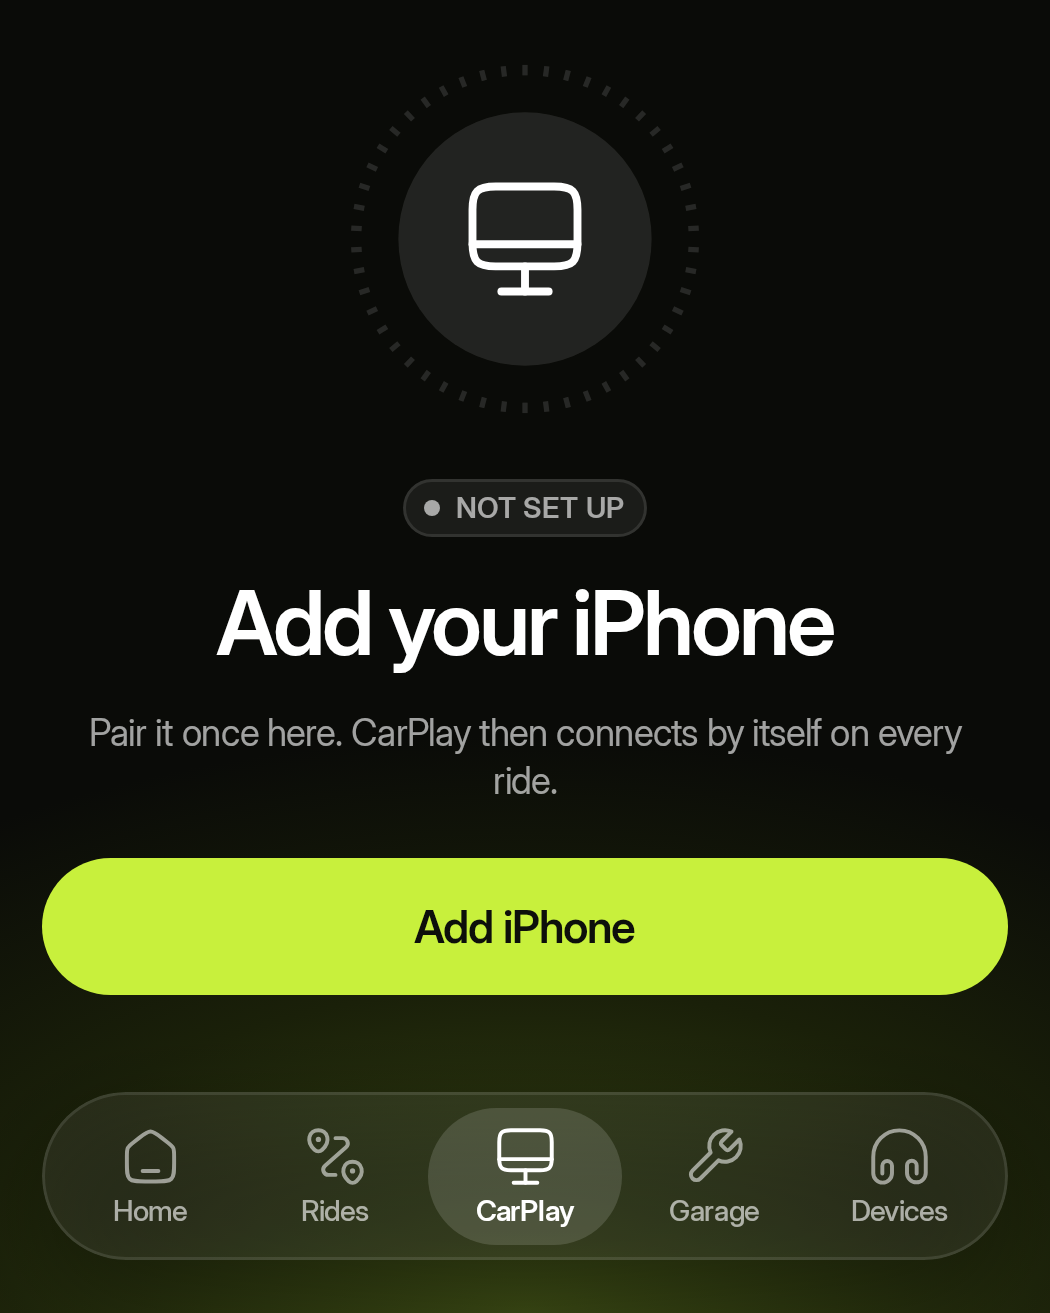 NOT SET UP
Add your iPhone
Pair it once here. CarPlay then connects by itself on every
ride.
Add iPhone
Home
Rides
CarPlay
Garage
Devices